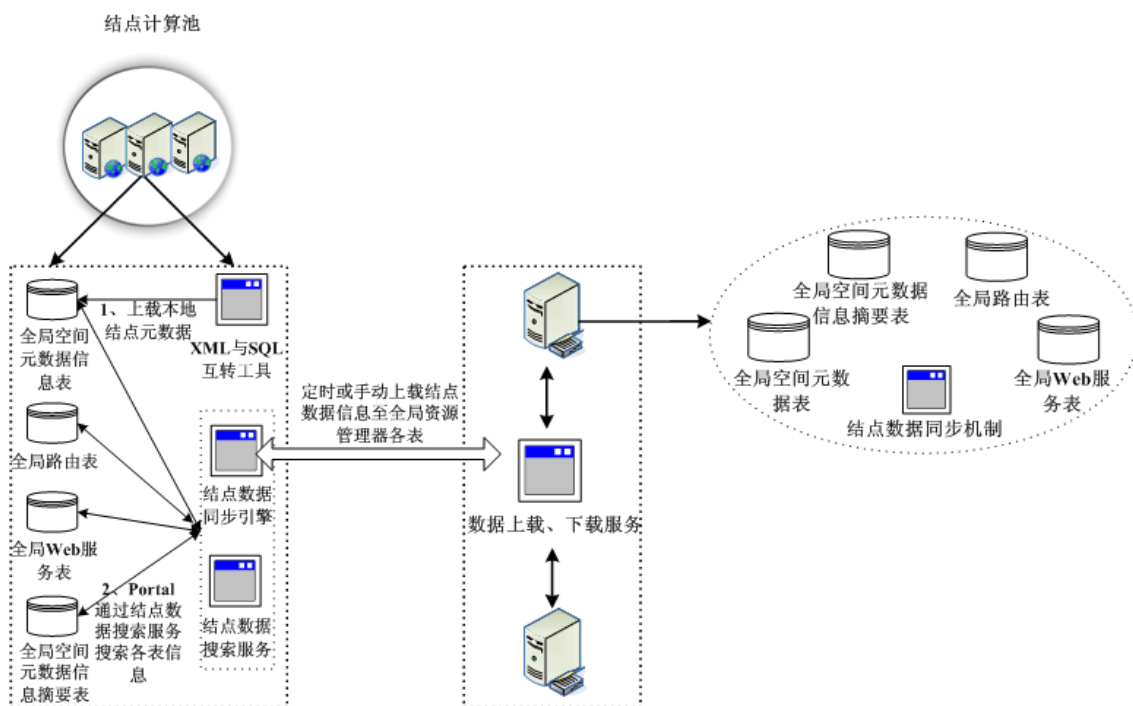 结点计算池
1、上载本地
结点元数据
全局空间
元数据信
息表
XML与SQL
互转工具
全局路由表
结点数据
同步引擎
全局Web服
务表
2、Portal
通过结点数
据搜索服务
搜索各表信
息
结点数据
搜索服务
全局空间
元数据信息
摘要表
定时或手动上载结点
数据信息至全局资源
管理器各表
数据上载、下载服务
全局空间元数据
信息摘要表
全局路由表
全局空间元数
据表
全局Web服
务表
结点数据同步机制